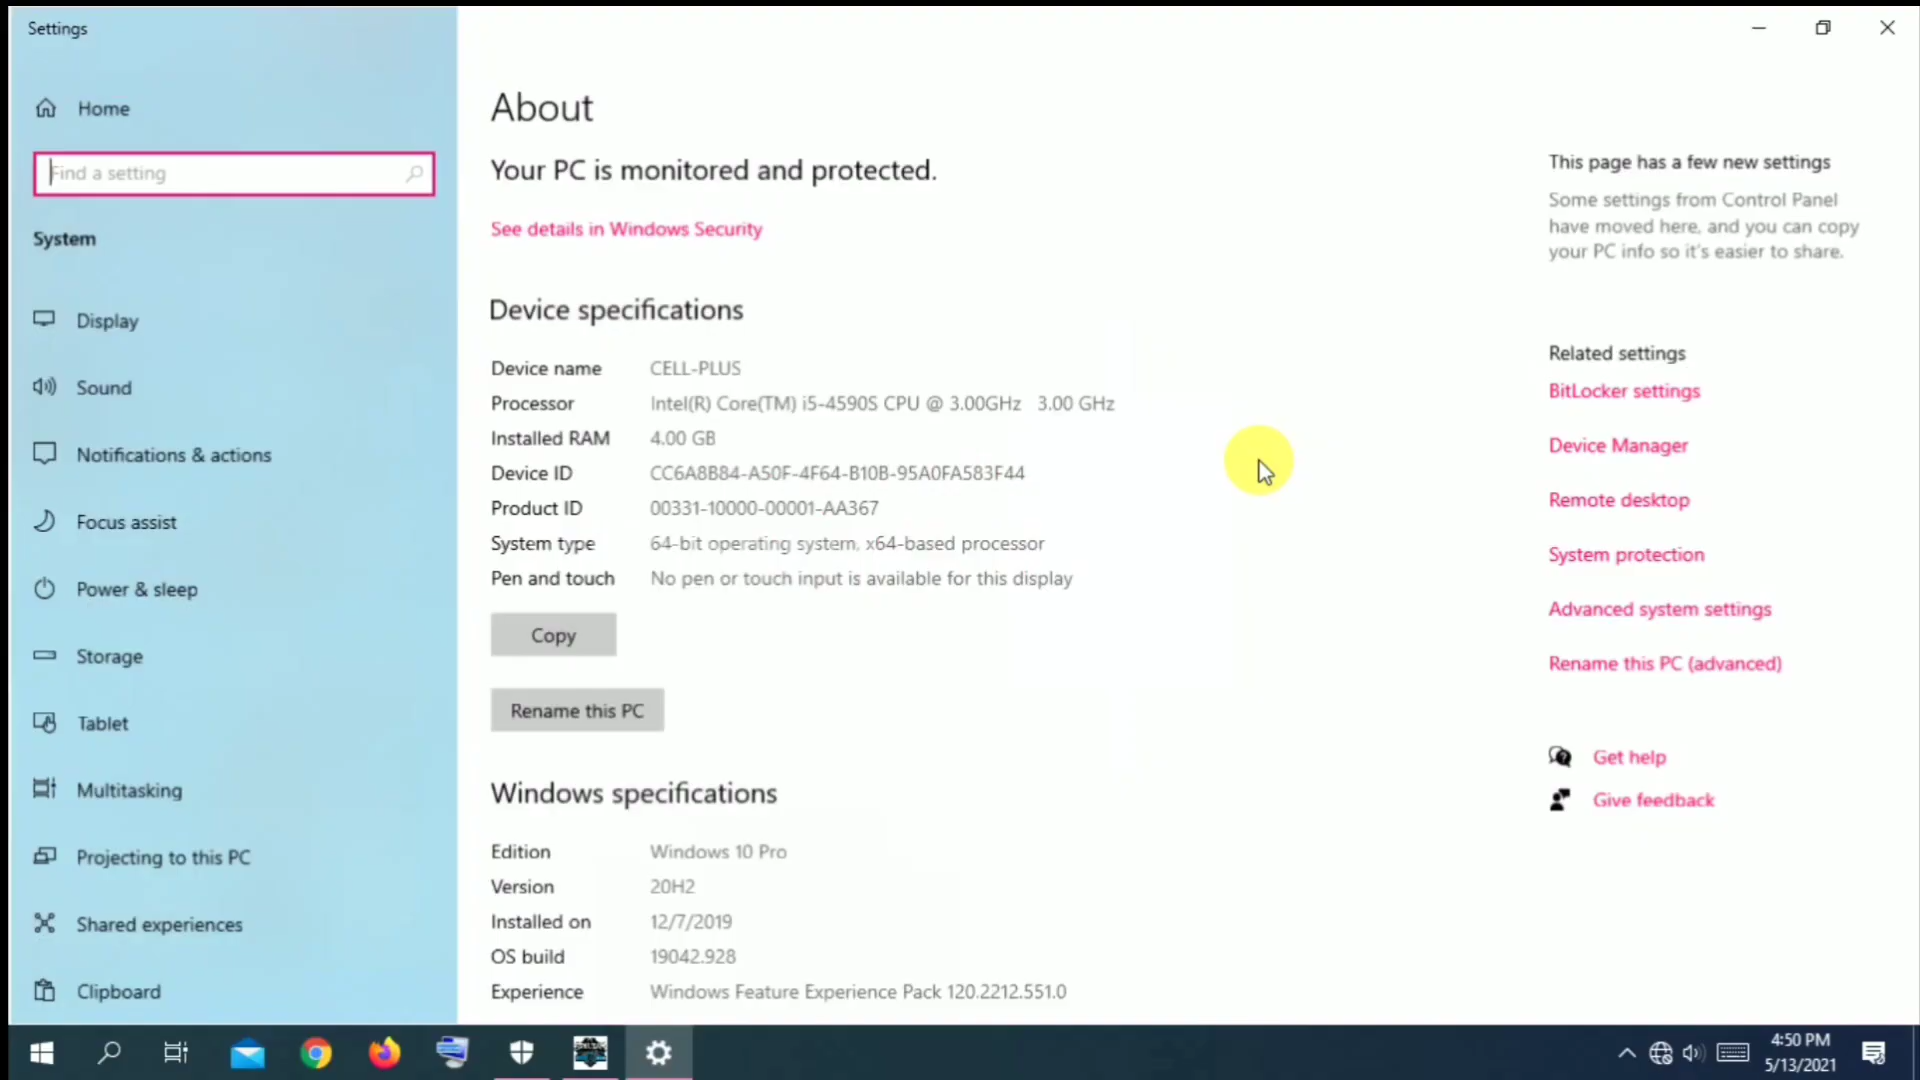 Settings
Home
Find a setting
System
Display
Sound
Notifications & actions
Focus assist
Power & sleep
Storage
Tablet
Multitasking
Projecting to this PC
Shared experiences
Clipboard
About
Your PC is monitored and protected.
See details in Windows Security
Device specifications
Device name CELL-PLUS
Processor Intel(R) Core(TM) i5-4590S CPU @ 3.00GHz 3.00 GHz
Installed RAM 4.00 GB
Device ID CC6A8B84-A50F-4F64-B10B-95A0FA583F44
Product ID 00331-10000-00001-AA367
System type 64-bit operating system, x64-based processor
Pen and touch No pen or touch input is available for this display
Copy
Rename this PC
Windows specifications
Edition Windows 10 Pro
Version 20H2
Installed on 12/7/2019
OS build 19042.928
Experience Windows Feature Experience Pack 120.2212.551.0
This page has a few new settings
Some settings from Control Panel
have moved here, and you can copy
your PC info so it's easier to share.
Related settings
BitLocker settings
Device Manager
Remote desktop
System protection
Advanced system settings
Rename this PC (advanced)
Get help
Give feedback
4:50 PM
5/13/2021